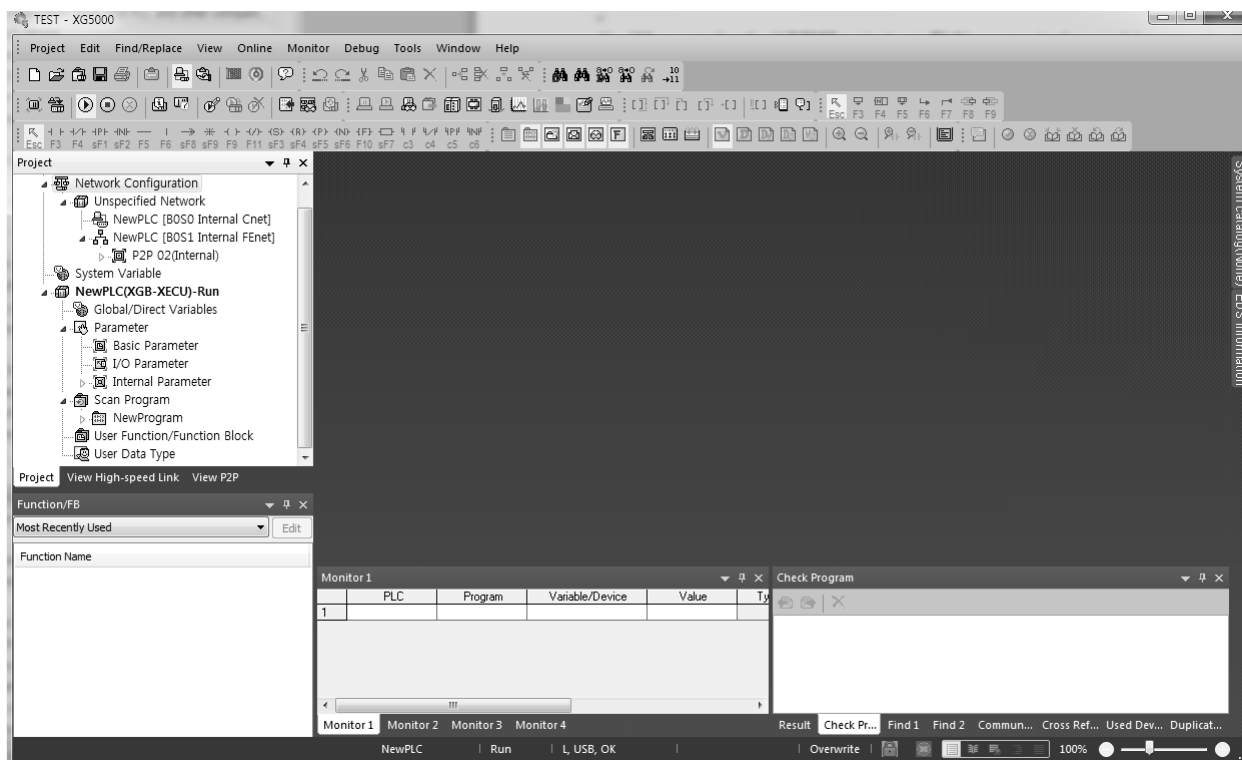 TEST - XG5000
Project Edit Find/Replace View Online Monitor Debug Tools Window Help
Esc F3 F4 F5 F6 F7 F8 F9
Esc F3 F4 sF1 sF2 F5 F6 sF8 sF9 F9 F11 sF3 sF4 sF5 sF6 F10 sF7 c3 c4 c5 c6
Project
Network Configuration
Unspecified Network
NewPLC [B0S0 Internal Cnet]
NewPLC [B0S1 Internal FEnet]
P2P 02(Internal)
System Variable
NewPLC(XGB-XECU)-Run
Global/Direct Variables
Parameter
Basic Parameter
I/O Parameter
Internal Parameter
Scan Program
NewProgram
User Function/Function Block
User Data Type
Project View High-speed Link View P2P
System Catalog(None)
EDS Information
Function/FB
Most Recently Used Edit
Function Name
Monitor 1
PLC Program Variable/Device Value Ty
1
Monitor 1 Monitor 2 Monitor 3 Monitor 4
Check Program
Result Check Pr... Find 1 Find 2 Commun... Cross Ref... Used Dev... Duplicat...
NewPLC Run L, USB, OK Overwrite 100%